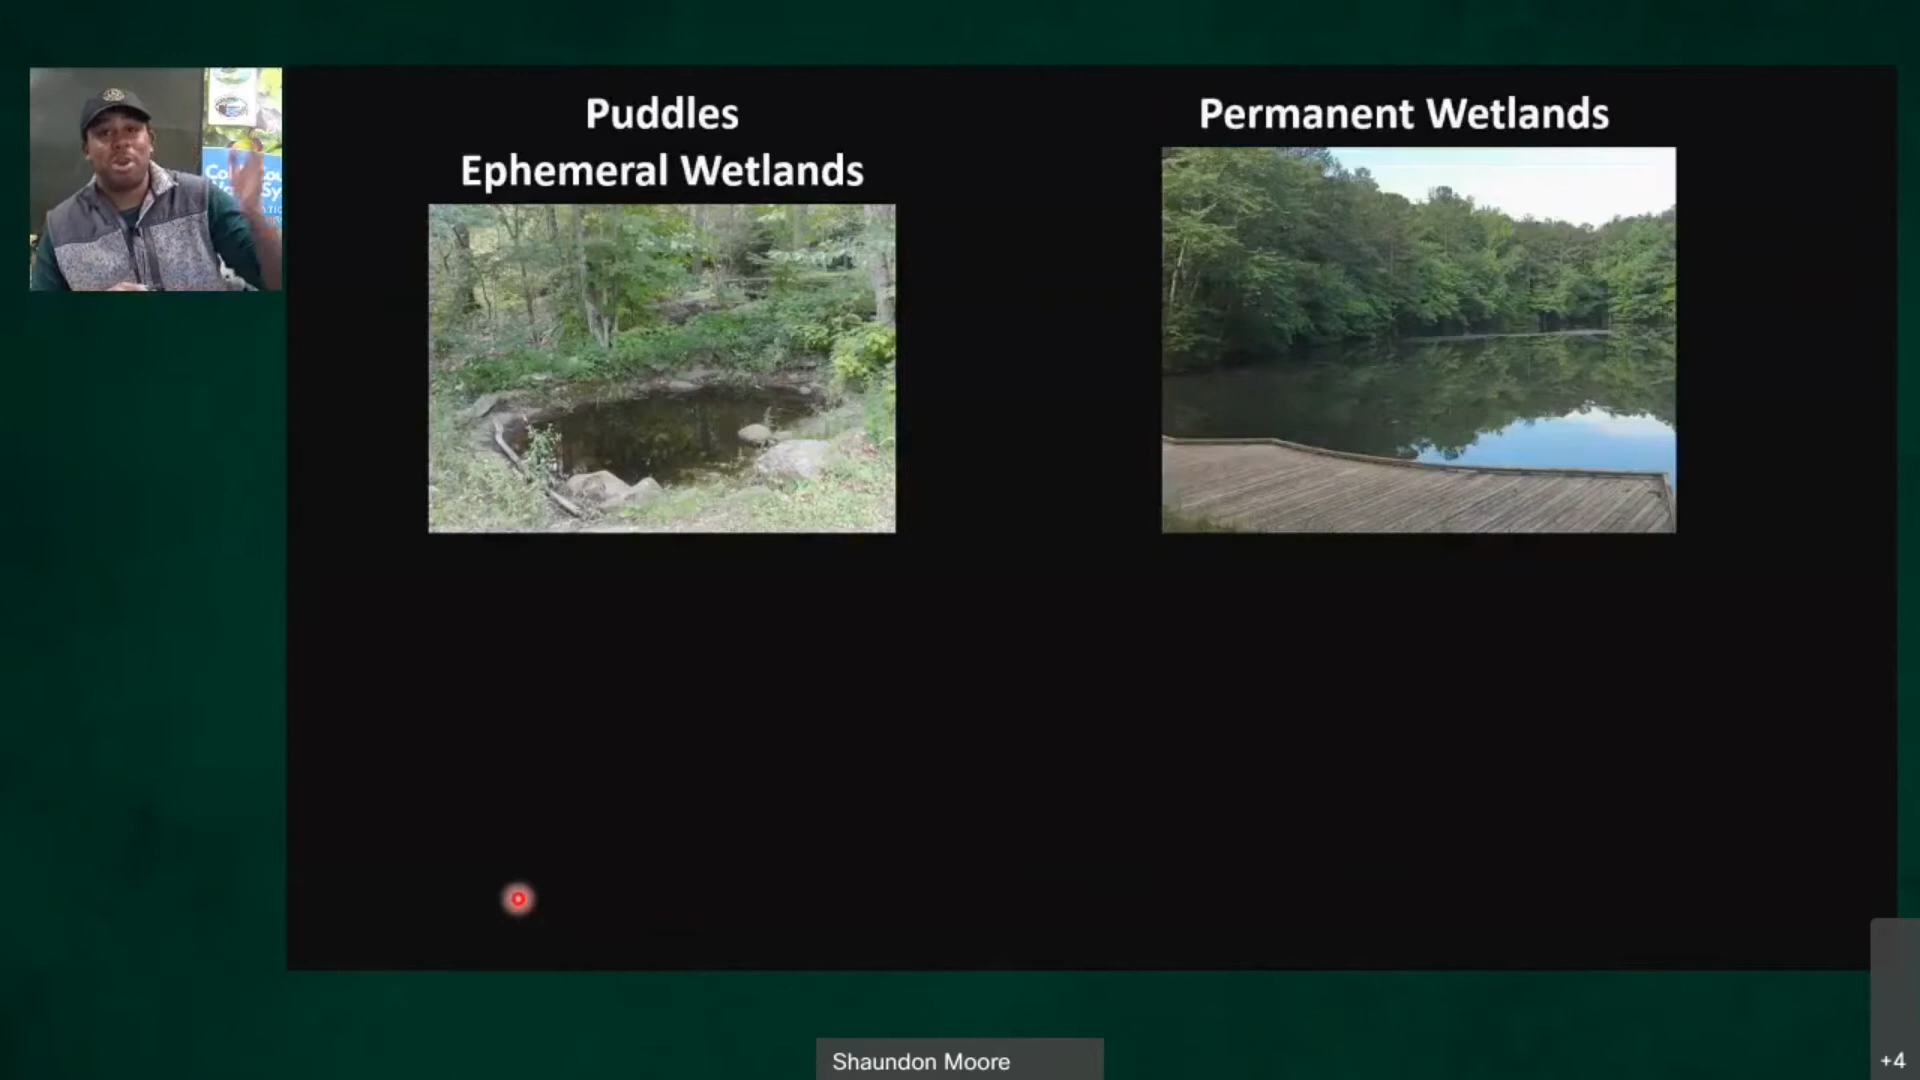 Puddles
Ephemeral Wetlands
Permanent Wetlands
Shaundon Moore
+4